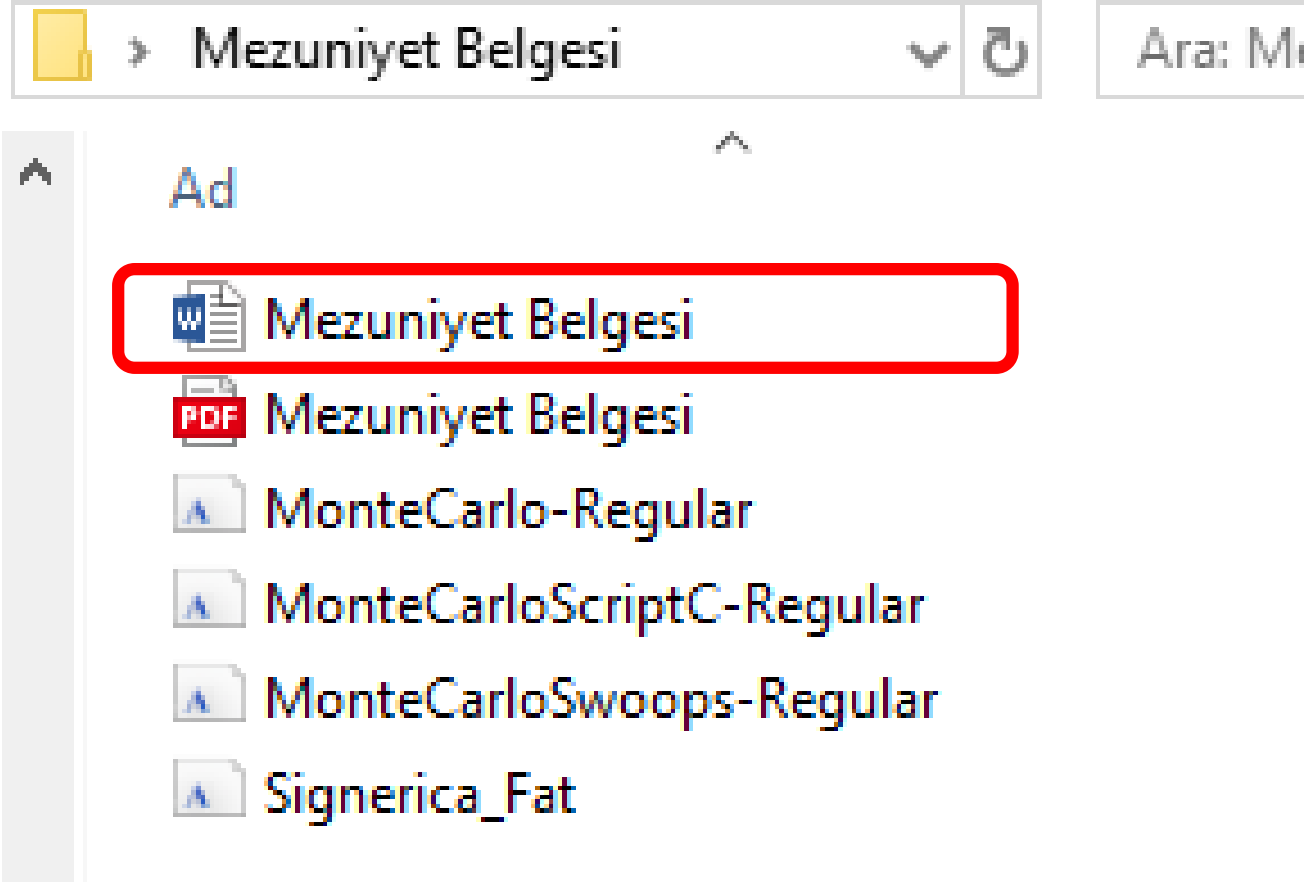 Mezuniyet Belgesi
Ara: Me
Ad
Mezuniyet Belgesi
PDF Mezuniyet Belgesi
MonteCarlo-Regular
MonteCarloScriptC-Regular
MonteCarloSwoops-Regular
Signerica_Fat